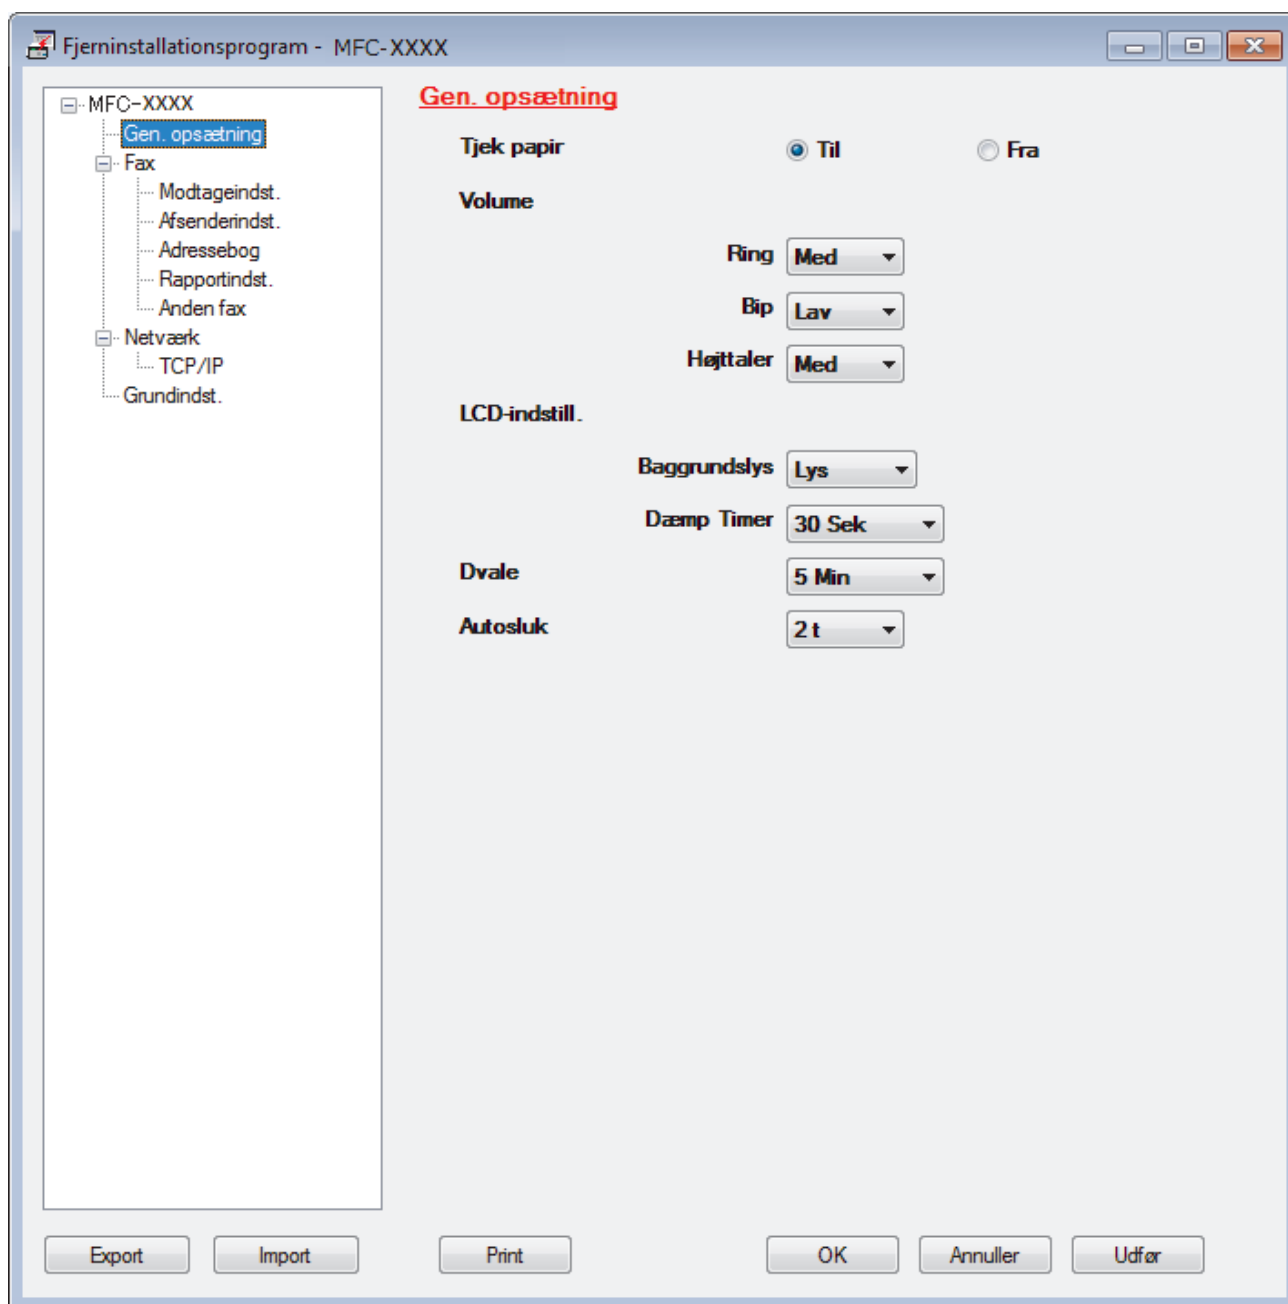 Fjerninstallationsprogram - MFC-XXXX
MFC-XXXX
Gen. opsætning
Fax
Modtageindst.
Afsenderindst.
Adressebog
Rapportindst.
Anden fax
Netværk
TCP/IP
Grundindst.
Gen. opsætning
Tjek papir Til Fra
Volume
Ring Med
Bip Lav
Højttaler Med
LCD-indstill.
Baggrundslys Lys
Dæmp Timer 30 Sek
Dvale 5 Min
Autosluk 2 t
Export Import Print OK Annuller Udfør